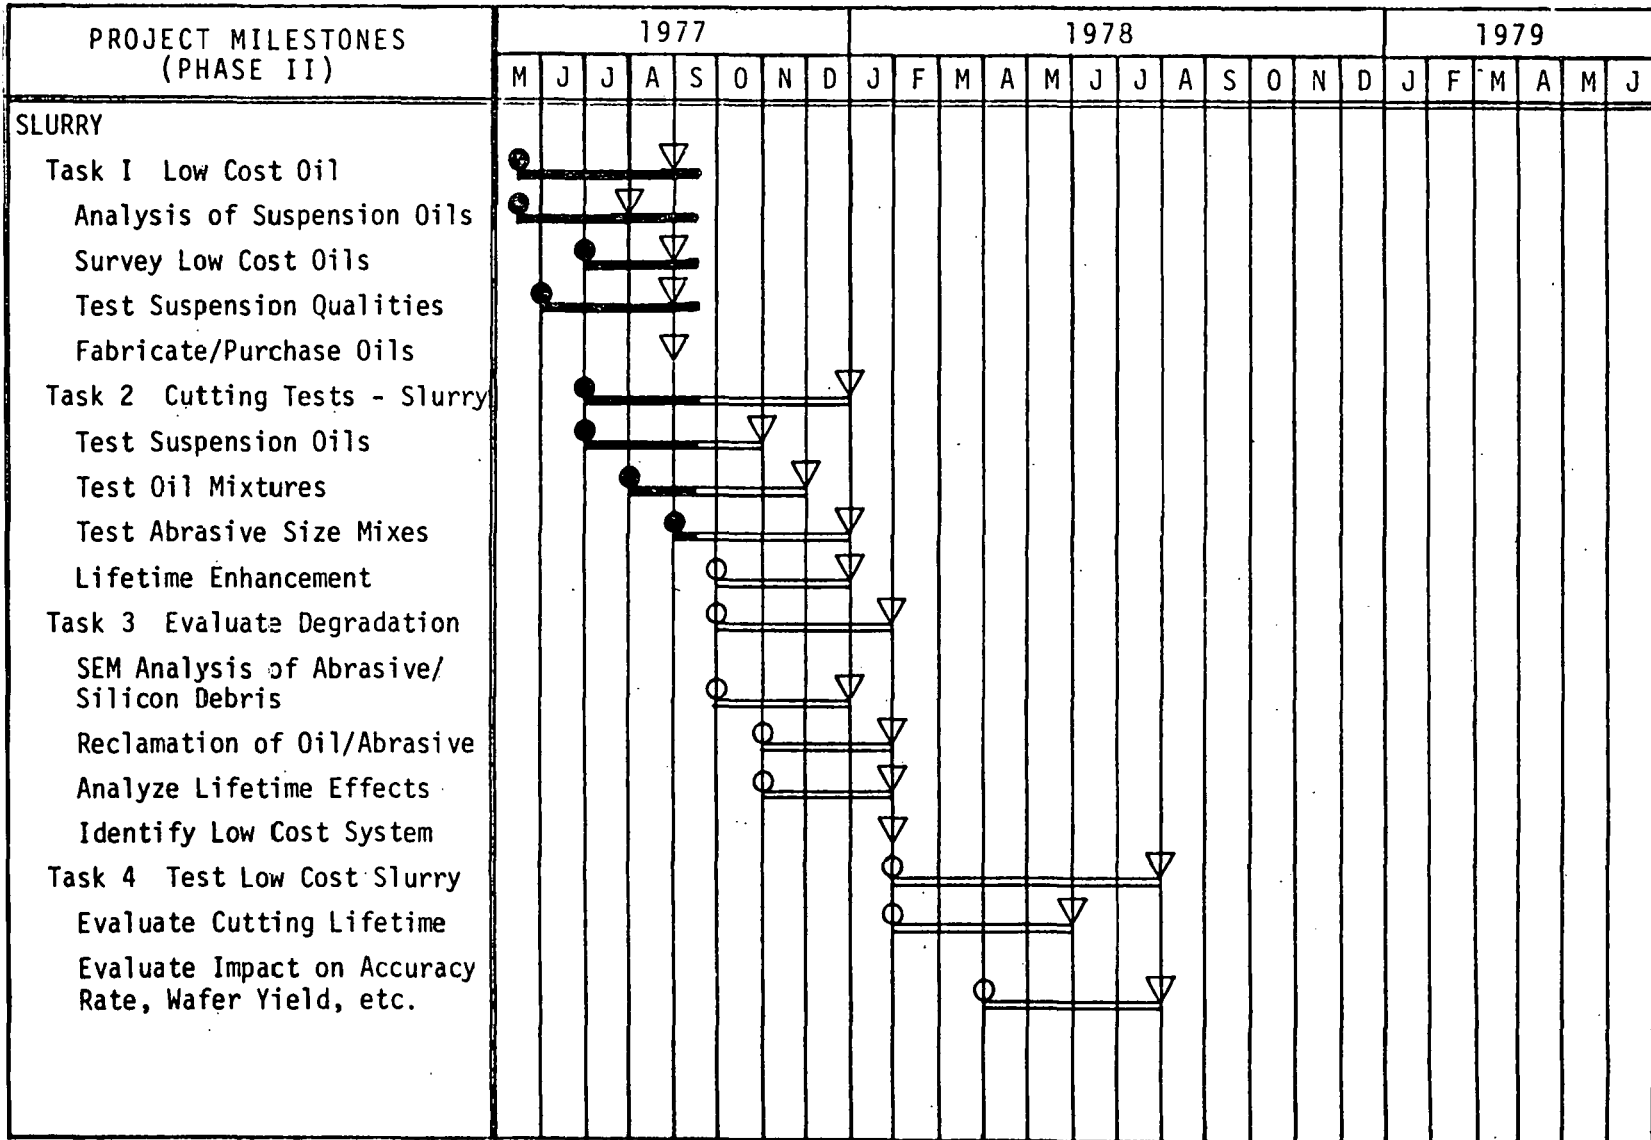 PROJECT MILESTONES
(PHASE II)
1977 1978 1979
M J J A S O N D J F M A M J J A S O N D J F M A M J
SLURRY
Task I Low Cost Oil
Analysis of Suspension Oils
Survey Low Cost Oils
Test Suspension Qualities
Fabricate/Purchase Oils
Task 2 Cutting Tests - Slurry
Test Suspension Oils
Test Oil Mixtures
Test Abrasive Size Mixes
Lifetime Enhancement
Task 3 Evaluate Degradation
SEM Analysis of Abrasive/
Silicon Debris
Reclamation of Oil/Abrasive
Analyze Lifetime Effects
Identify Low Cost System
Task 4 Test Low Cost Slurry
Evaluate Cutting Lifetime
Evaluate Impact on Accuracy
Rate, Wafer Yield, etc.